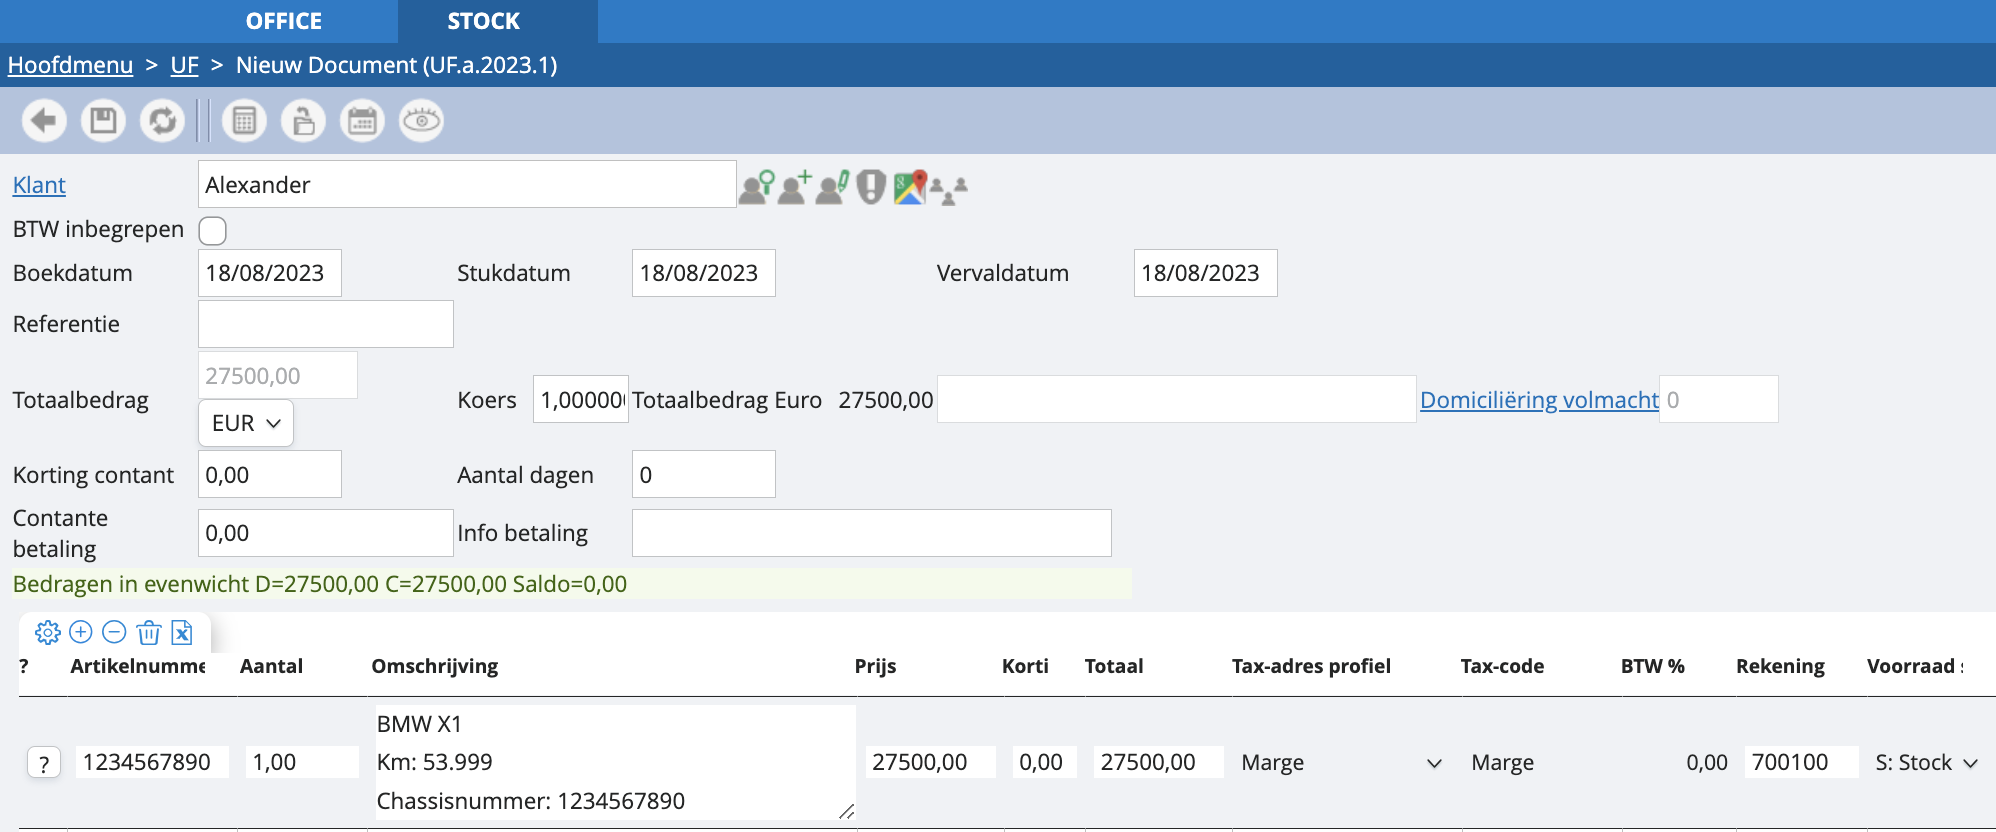 OFFICE STOCK
Hoofdmenu > UF > Nieuw Document (UF.a.2023.1)
Klant Alexander
BTW inbegrepen
Boekdatum 18/08/2023 Stukdatum 18/08/2023 Vervaldatum 18/08/2023
Referentie
27500,00
Totaalbedrag Koers 1,00000 Totaalbedrag Euro 27500,00 Domiciliëring volmacht 0
EUR
Korting contant 0,00 Aantal dagen 0
Contante
betaling 0,00 Info betaling
Bedragen in evenwicht D=27500,00 C=27500,00 Saldo=0,00
? Artikelnumme Aantal Omschrijving Prijs Korti Totaal Tax-adres profiel Tax-code BTW % Rekening Voorraad
BMW X1
? 1234567890 1,00 Km: 53.999 27500,00 0,00 27500,00 Marge Marge 0,00 700100 S: Stock
Chassisnummer: 1234567890